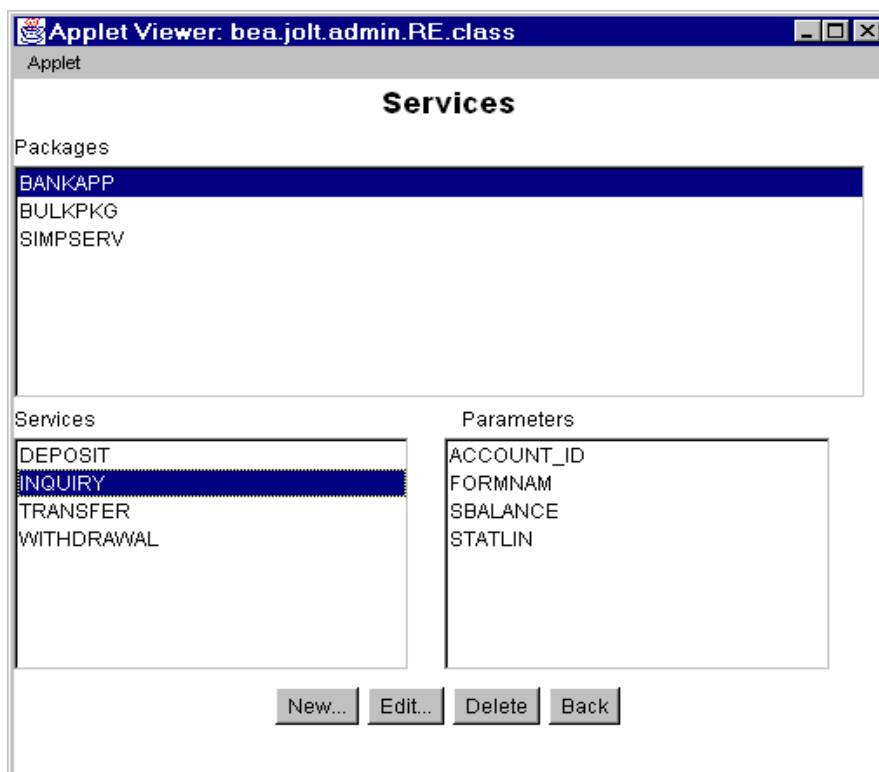 Applet Viewer: bea.jolt.admin.RE.class
Applet
Services
Packages
BANKAPP
BULKPKG
SIMPSERV
Services
DEPOSIT
INQUIRY
TRANSFER
WITHDRAWAL
Parameters
ACCOUNT_ID
FORMNAM
SBALANCE
STATLIN
New... Edit... Delete Back